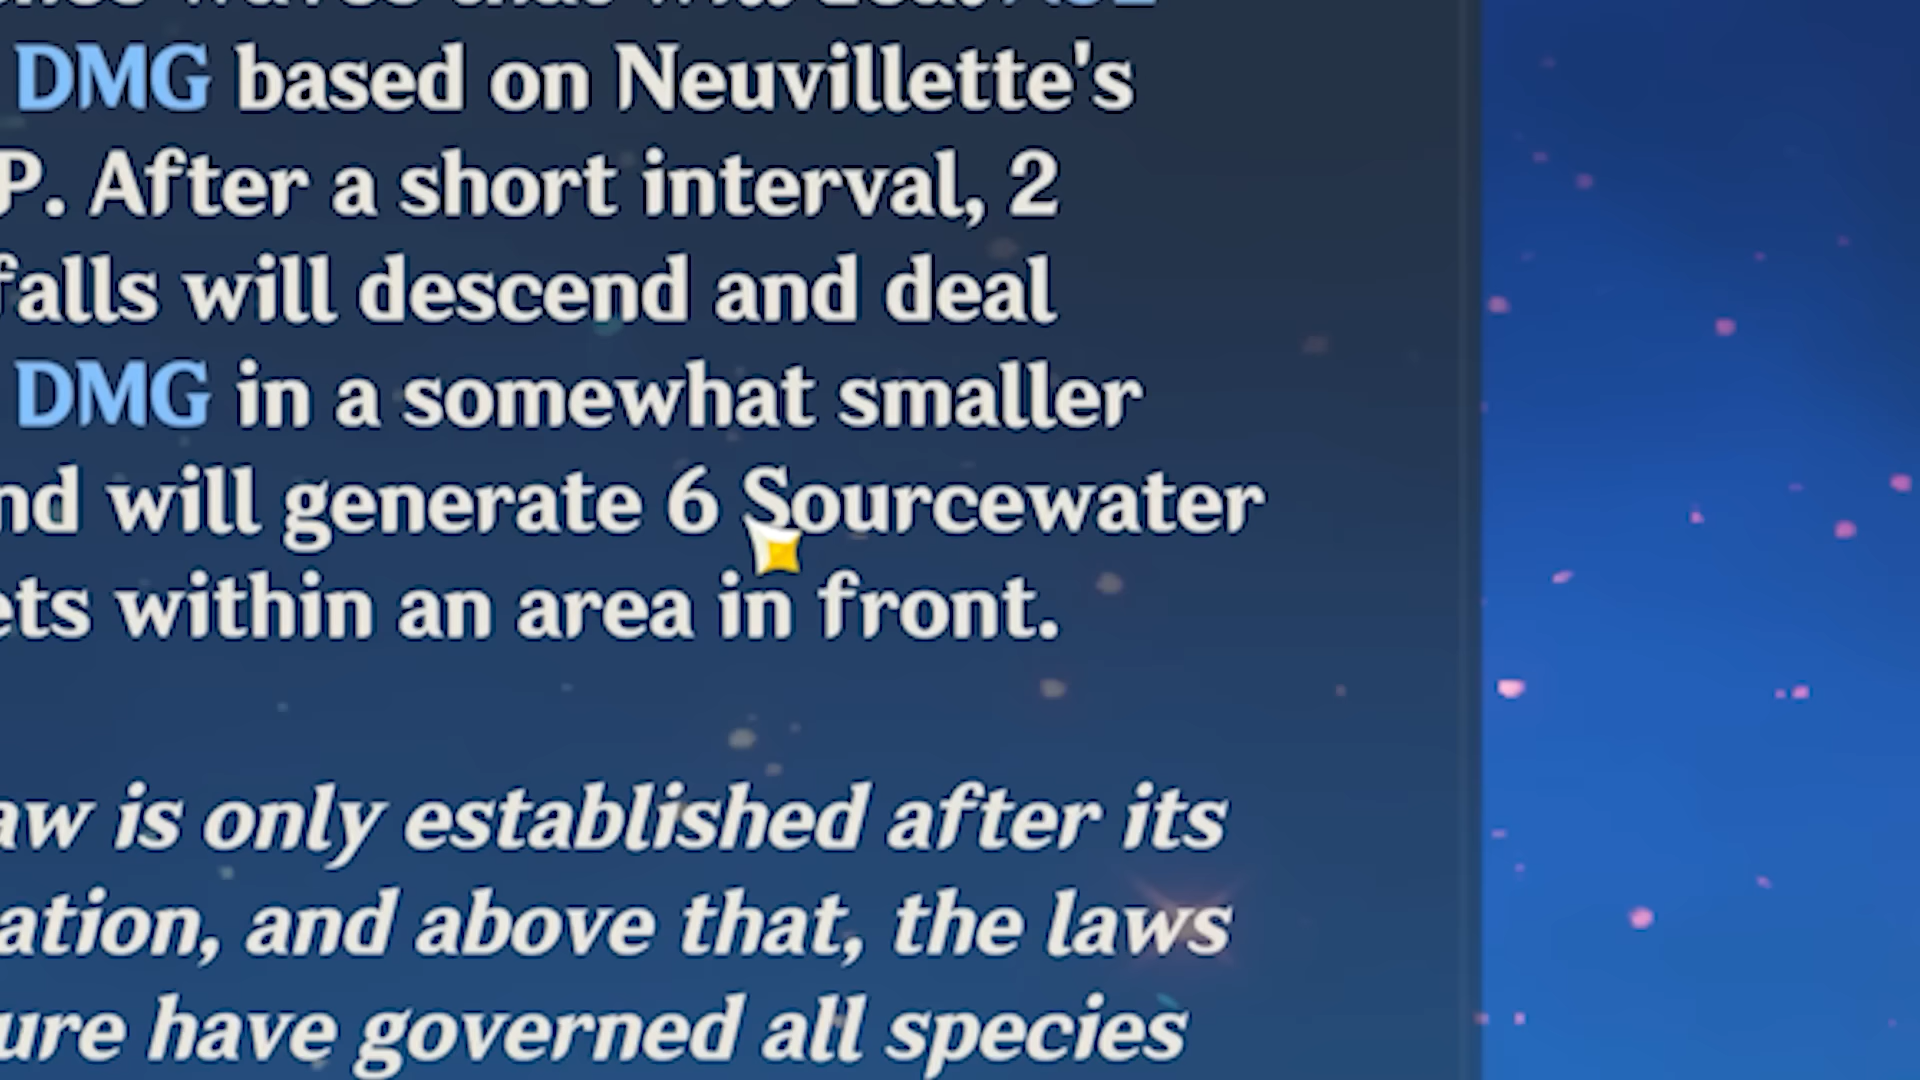 DMG based on Neuvillette's
P. After a short interval, 2
falls will descend and deal
DMG in a somewhat smaller
nd will generate 6 Sourcewater
ets within an area in front.
aw is only established after its
ation, and above that, the laws
ure have governed all species